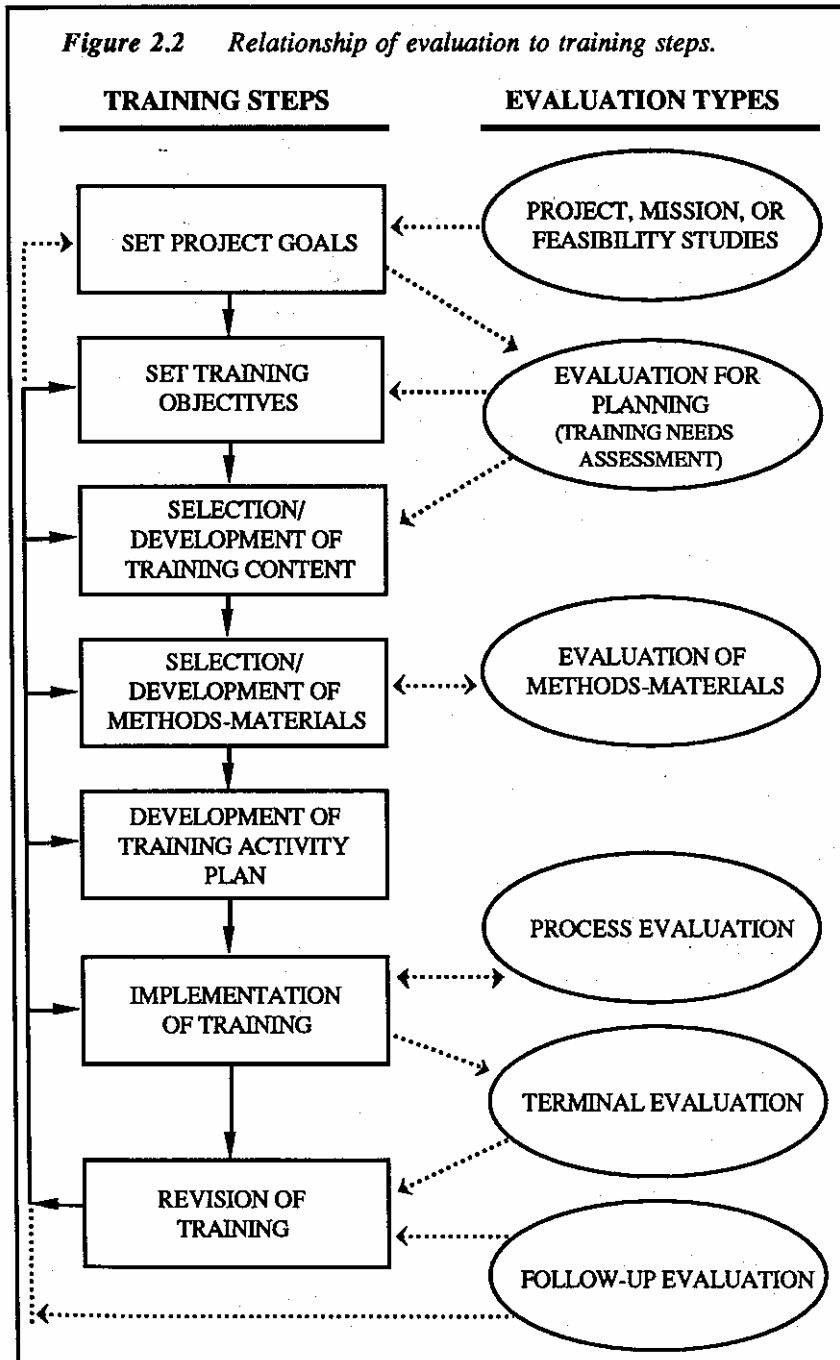 Figure 2.2 Relationship of evaluation to training steps.
TRAINING STEPS
EVALUATION TYPES
SET PROJECT GOALS
PROJECT, MISSION, OR
FEASIBILITY STUDIES
SET TRAINING
OBJECTIVES
EVALUATION FOR
PLANNING
(TRAINING NEEDS
ASSESSMENT)
SELECTION/
DEVELOPMENT OF
TRAINING CONTENT
SELECTION/
DEVELOPMENT OF
METHODS-MATERIALS
EVALUATION OF
METHODS-MATERIALS
DEVELOPMENT OF
TRAINING ACTIVITY
PLAN
PROCESS EVALUATION
IMPLEMENTATION
OF TRAINING
TERMINAL EVALUATION
REVISION OF
TRAINING
FOLLOW-UP EVALUATION